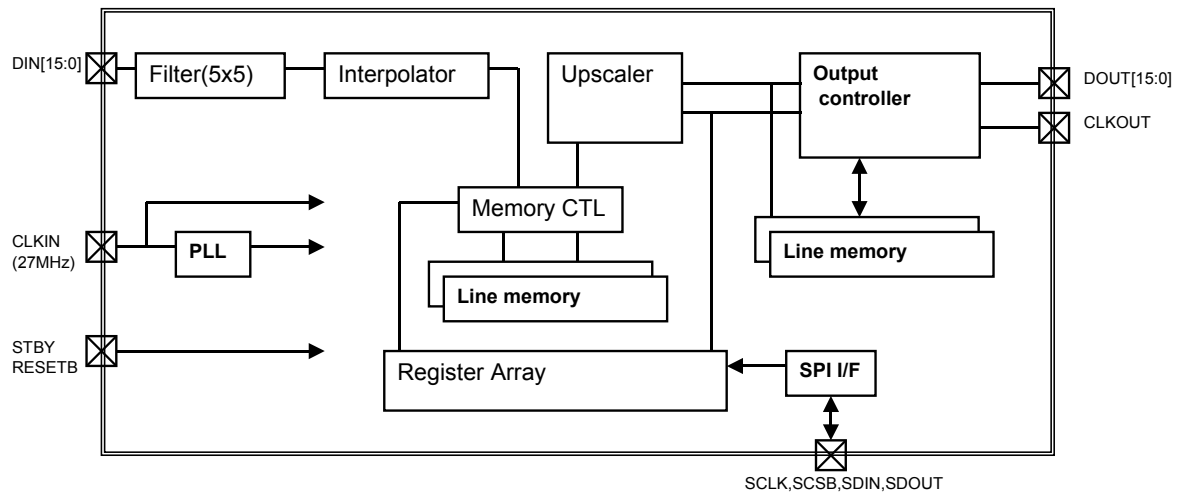 DIN[15:0]
Filter(5x5)
Interpolator
Upscaler
Output
controller
DOUT[15:0]
CLKOUT
Memory CTL
CLKIN
(27MHz)
PLL
Line memory
Line memory
STBY
RESETB
Register Array
SPI I/F
SCLK,SCSB,SDIN,SDOUT